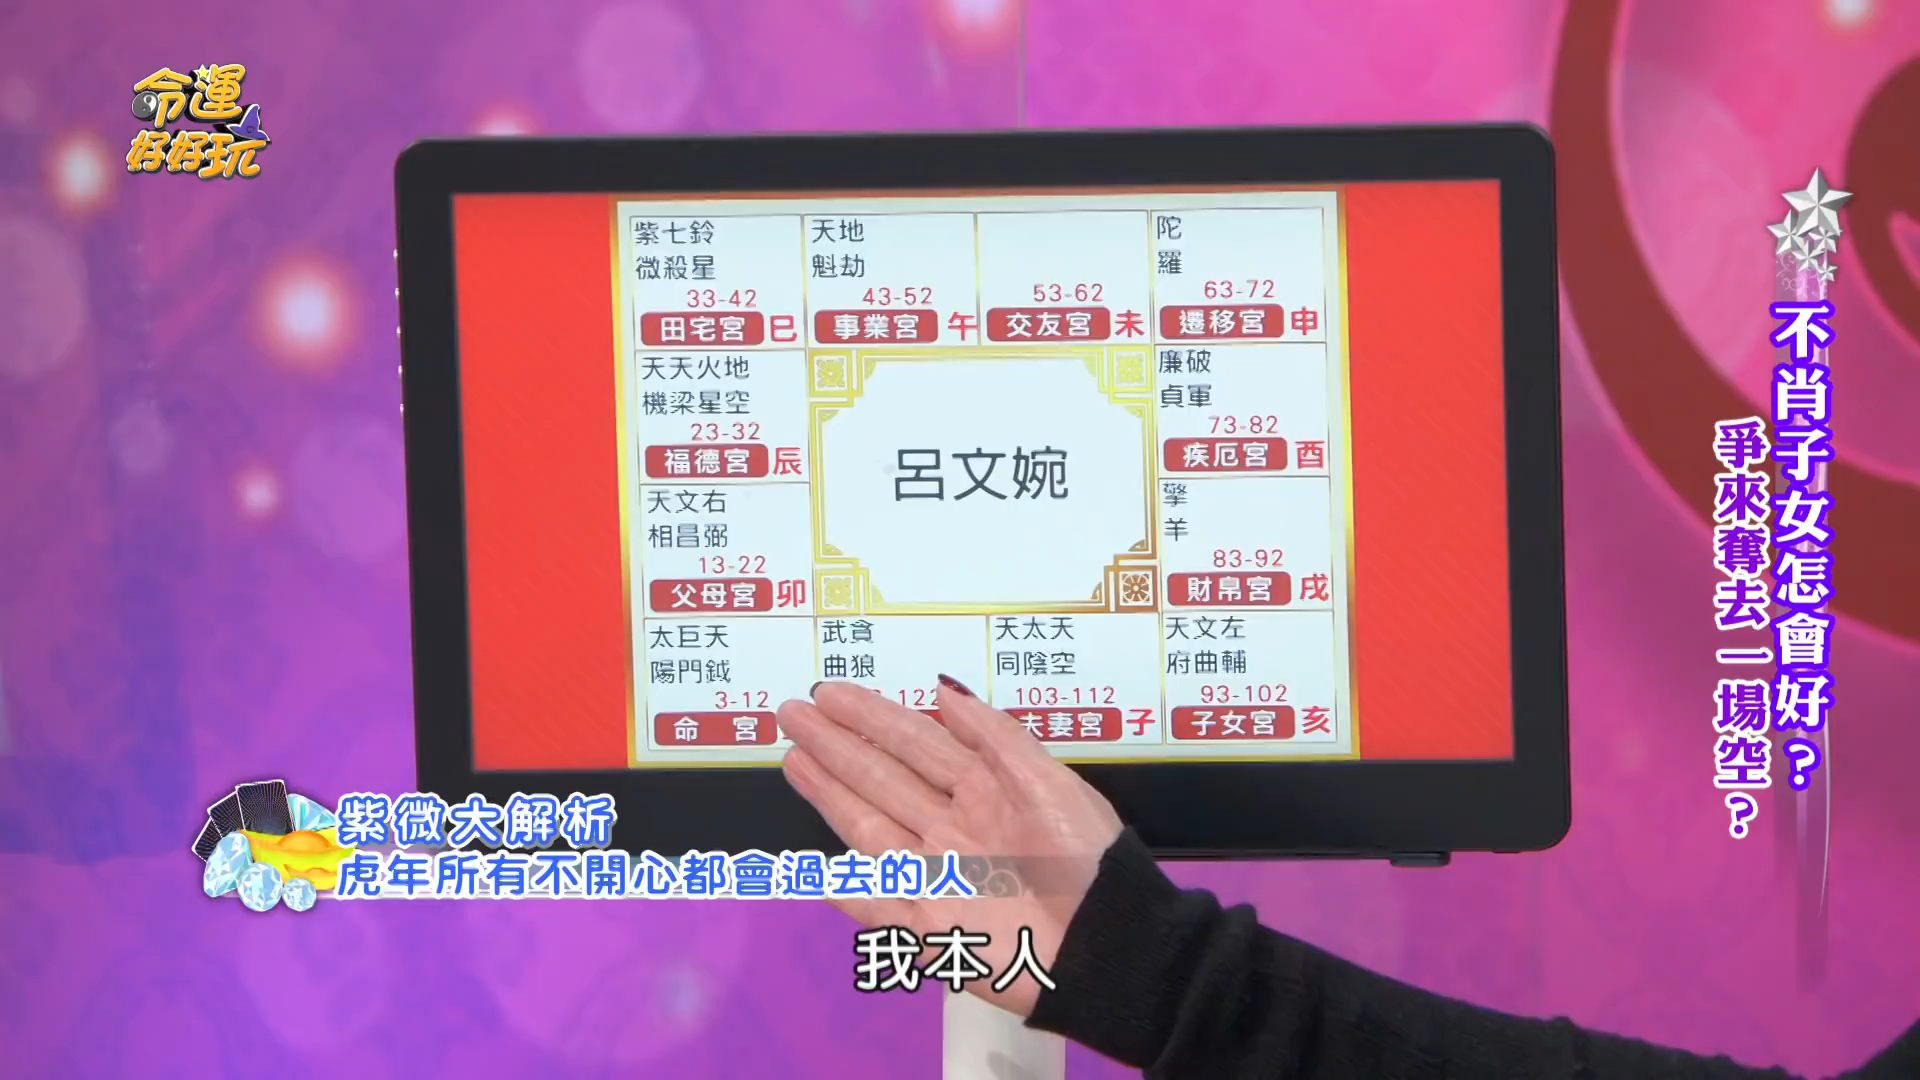 命運
好好玩
紫七鈴
微殺星
33-42
田宅宮 巳
天地
魁劫
43-52
事業宮 午
53-62
交友宮 未
陀
羅
63-72
遷移宮 申
天天火地
機梁星空
23-32
福德宮 辰
呂文婉
廉破
貞軍
73-82
疾厄宮 酉
天文右
相昌弼
13-22
父母宮 卯
擎
羊
83-92
財帛宮 戌
太巨天
陽門鉞
3-12
命 宮
武貪
曲狼
122
天太天
同陰空
103-112
夫妻宮 子
天文左
府曲輔
93-102
子女宮 亥
不肖子女怎會好？
爭來奪去一場空？
紫微大解析
虎年所有不開心都會過去的人
我本人